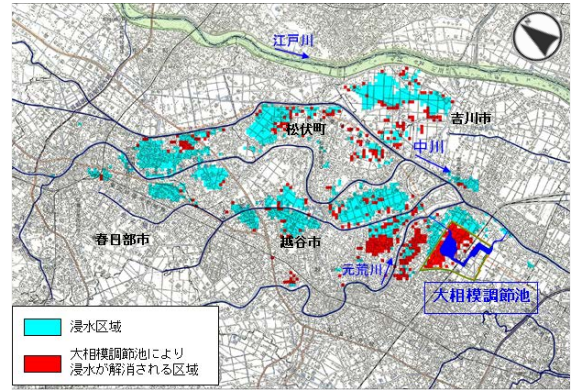 江戸川
吉川市
松伏町
中川
春日部市
越谷市
元荒川
大相模調節池
浸水区域
大相模調節池により
浸水が解消される区域